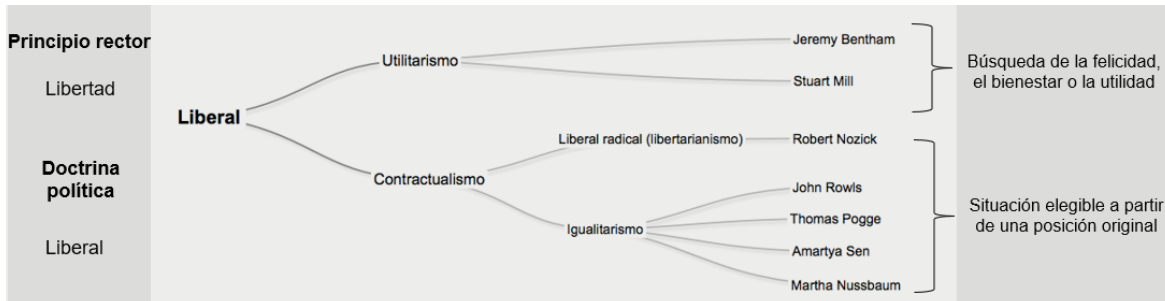 Principio rector
Libertad
Doctrina
política
Liberal
Liberal
Utilitarismo
Jeremy Bentham
Stuart Mill
Contractualismo
Liberal radical (libertarianismo)
Robert Nozick
Igualitarismo
John Rowls
Thomas Pogge
Amartya Sen
Martha Nussbaum
Búsqueda de la felicidad,
el bienestar o la utilidad
Situación elegible a partir
de una posición original